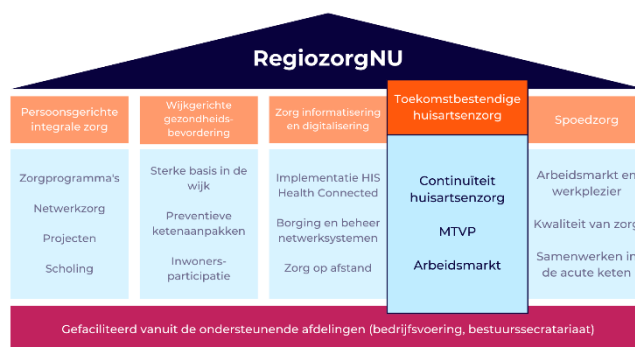 RegiozorgNU
Persoonsgerichte
integrale zorg
Zorgprogramma's
Netwerkzorg
Projecten
Scholing
Wijkgerichte
gezondheids-
bevordering
Sterke basis in de
wijk
Preventieve
ketenaanpakken
Inwoners-
participatie
Zorg informatisering
en digitalisering
Implementatie HIS
Health Connected
Borging en beheer
netwerksystemen
Zorg op afstand
Toekomstbestendige
huisartsenzorg
Continuïteit
huisartsenzorg
MTVP
Arbeidsmarkt
Spoedzorg
Arbeidsmarkt en
werkplezier
Kwaliteit van zorg
Samenwerken in
de acute keten
Gefaciliteerd vanuit de ondersteunende afdelingen (bedrijfsvoering, bestuurssecratariaat)